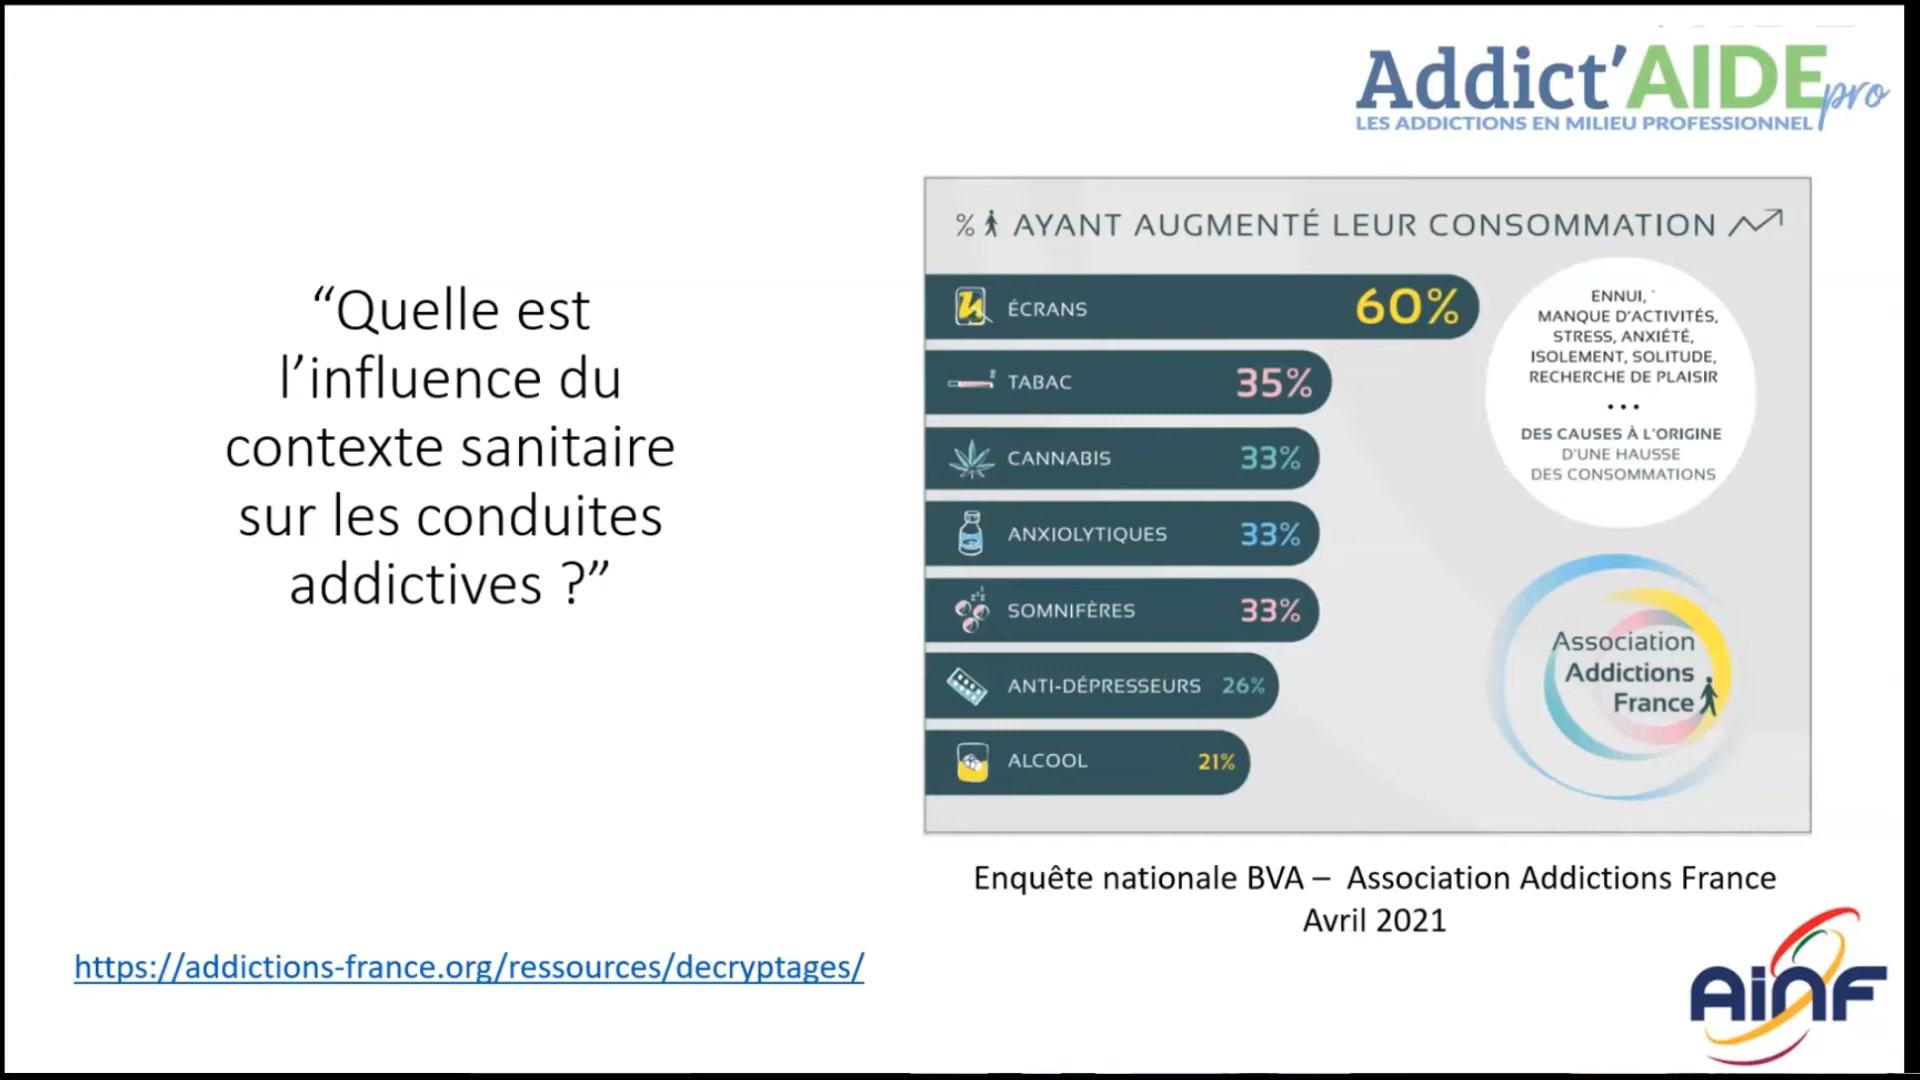 Addict’AIDE pro
LES ADDICTIONS EN MILIEU PROFESSIONNEL
“Quelle est
l’influence du
contexte sanitaire
sur les conduites
addictives ?”
https://addictions-france.org/ressources/decryptages/
% AYANT AUGMENTÉ LEUR CONSOMMATION
ÉCRANS 60%
TABAC 35%
CANNABIS 33%
ANXIOLYTIQUES 33%
SOMNIFÈRES 33%
ANTI-DÉPRESSEURS 26%
ALCOOL 21%
ENNUI,
MANQUE D’ACTIVITÉS,
STRESS, ANXIÉTÉ,
ISOLEMENT, SOLITUDE,
RECHERCHE DE PLAISIR
...
DES CAUSES À L’ORIGINE
D’UNE HAUSSE
DES CONSOMMATIONS
Association
Addictions
France
Enquête nationale BVA – Association Addictions France
Avril 2021
AiNF